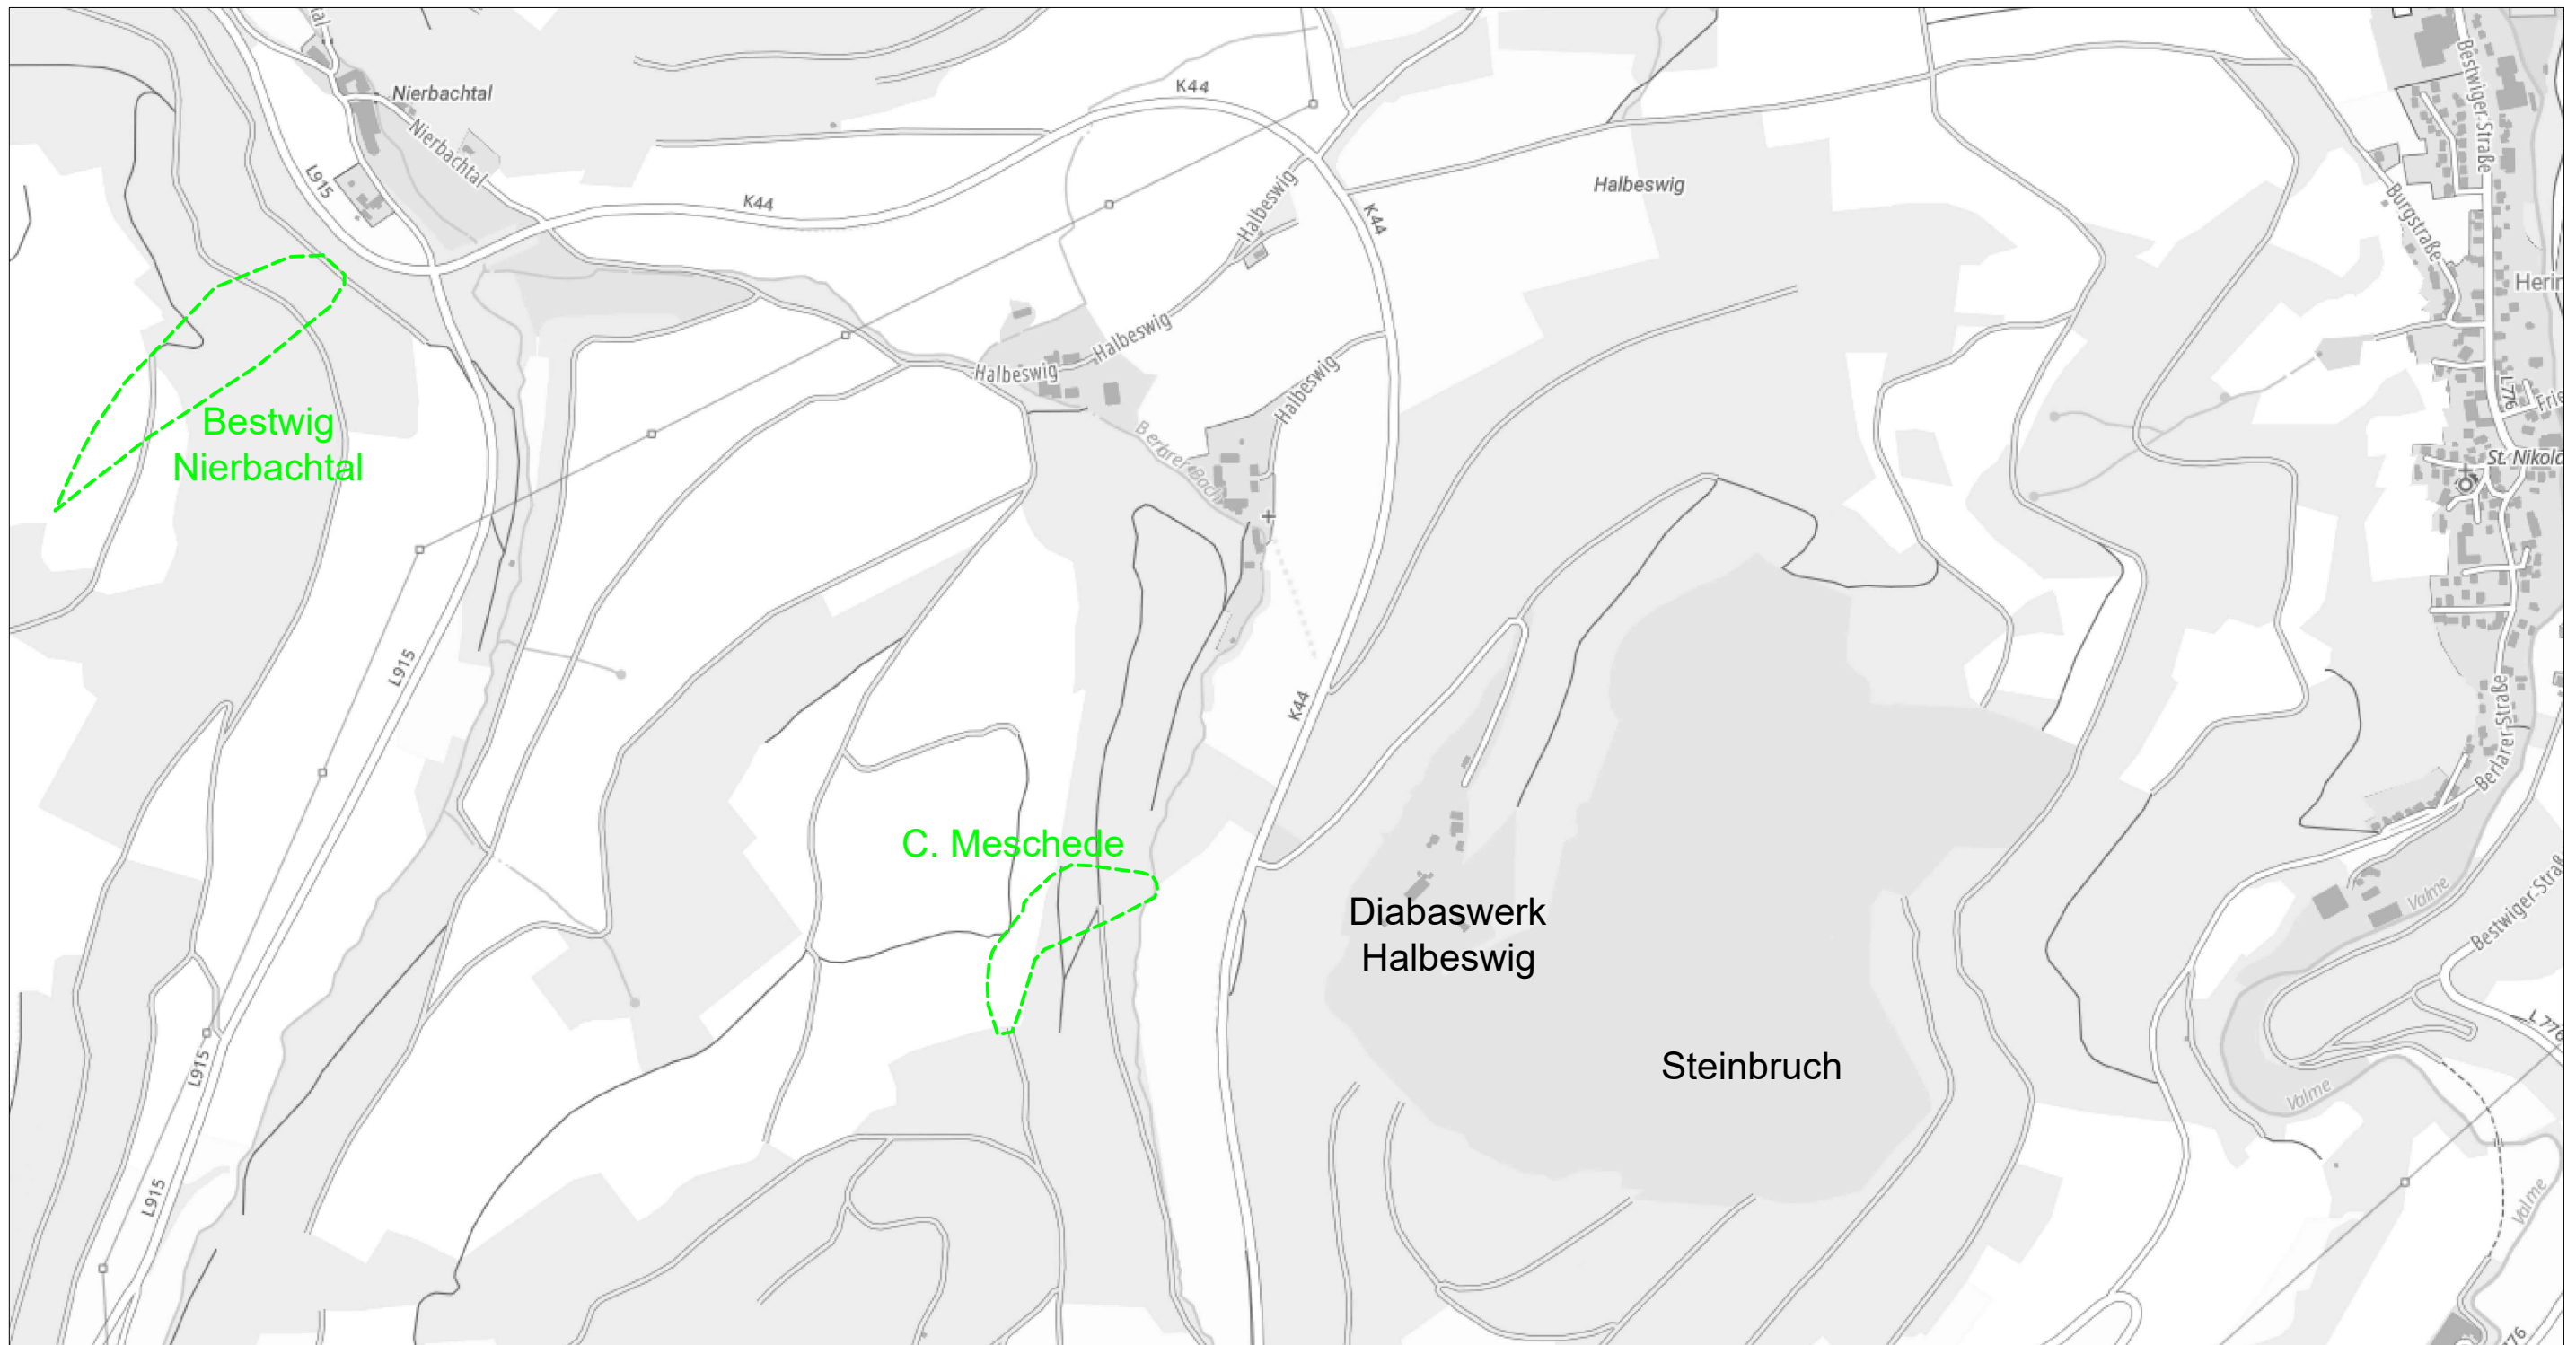 Nierbachtal
Nierbachtal
L915
K44
K44
K44
Halbeswig
Halbeswig
Bestwiger-Straße
Burgstraße
Halbeswig
Halbeswig
Halbeswig
Berlarer Bach
L776
St. Nikola
Bestwig
Nierbachtal
L915
K44
Berlarer-Straße
C. Meschede
Diabaswerk
Halbeswig
Valme
Bestwiger-Straß
L915
Steinbruch
L776
Valme
L915
Valme